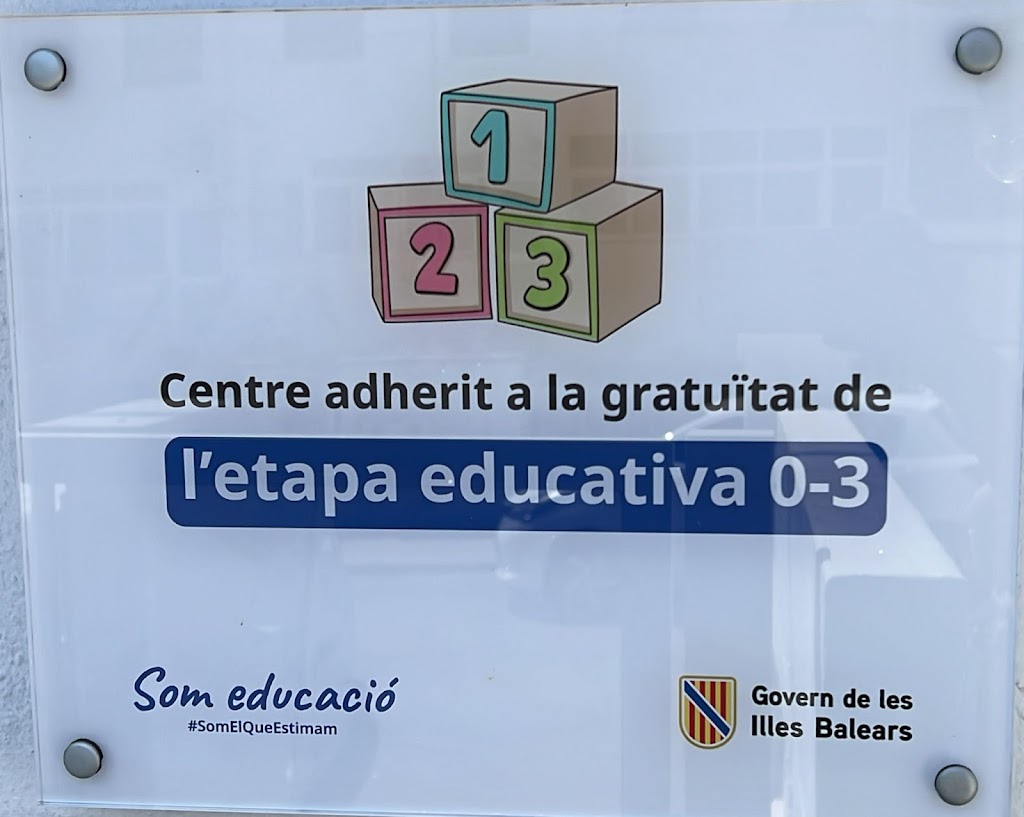 1
2 3
Centre adherit a la gratuïtat de
l'etapa educativa 0-3
Som educació
#SomElQueEstimam
Govern de les
Illes Balears